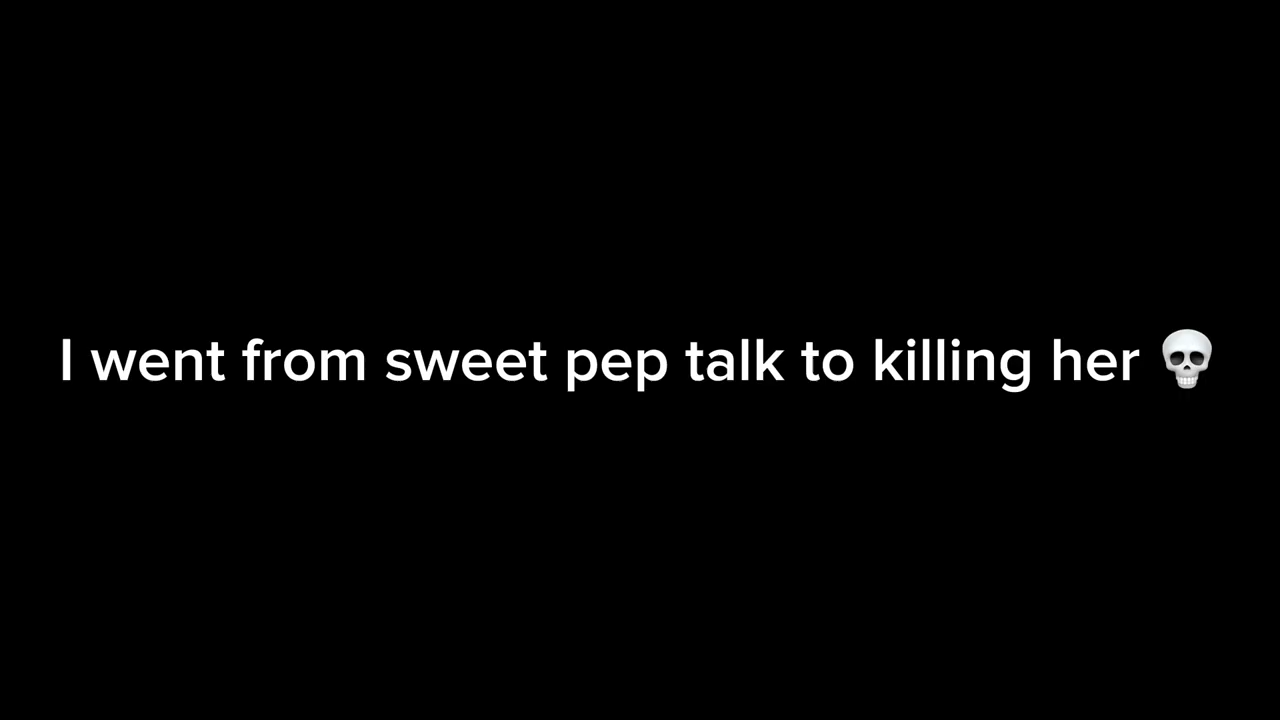 I went from sweet pep talk to killing her 💀